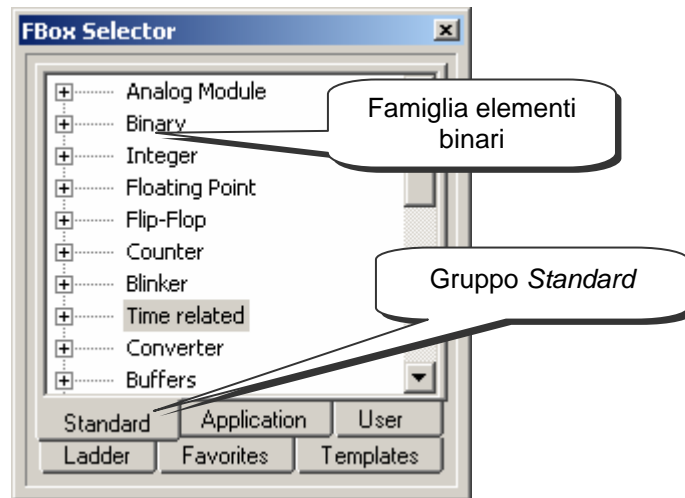 FBox Selector
Analog Module
Binary
Integer
Floating Point
Flip-Flop
Counter
Blinker
Time related
Converter
Buffers
Famiglia elementi
binari
Gruppo Standard
Standard
Application
User
Ladder
Favorites
Templates